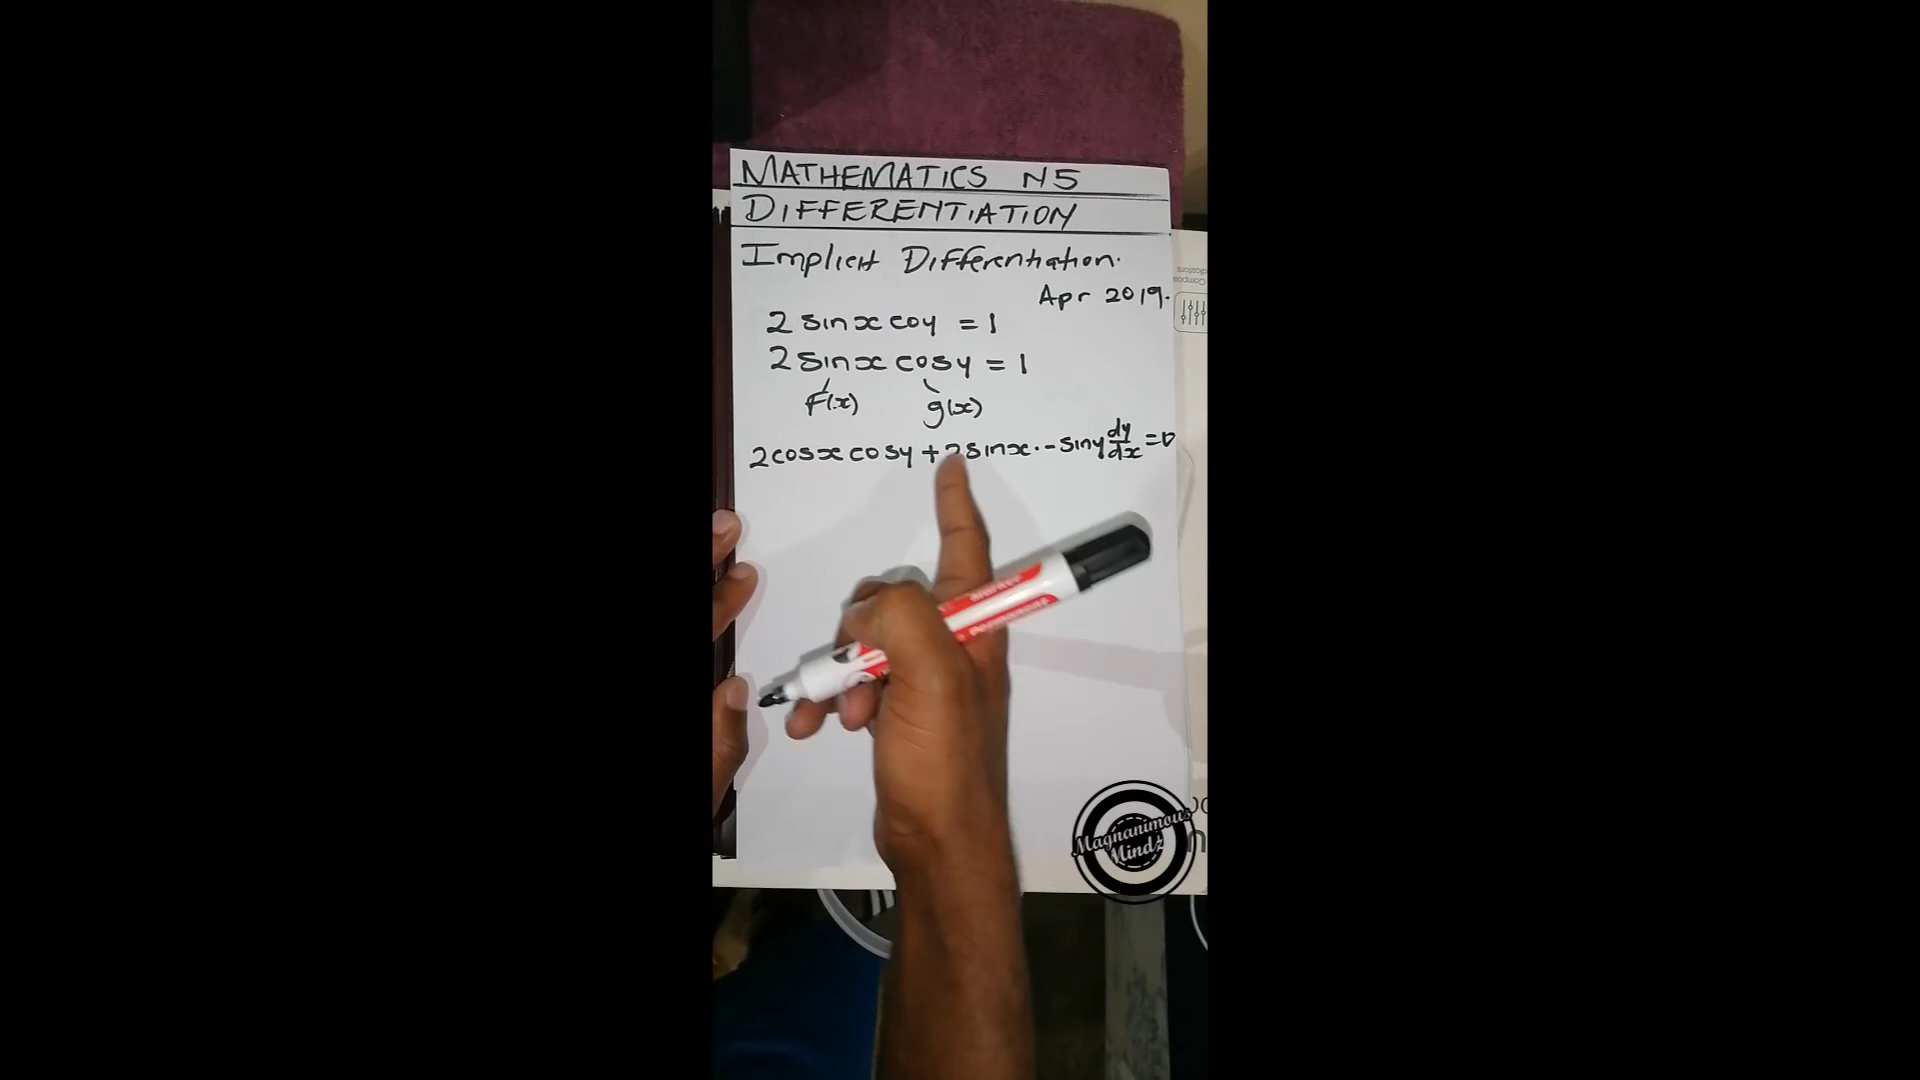 MATHEMATICS N5
DIFFERENTIATION
Implicit Differentiation.
Apr 2019.
2 sinx coy = 1
2 sinx cosy = 1
F(x) g(x)
2cosx cosy + 2sinx · - siny dy/dx = 0
Magnanimous
Mindz